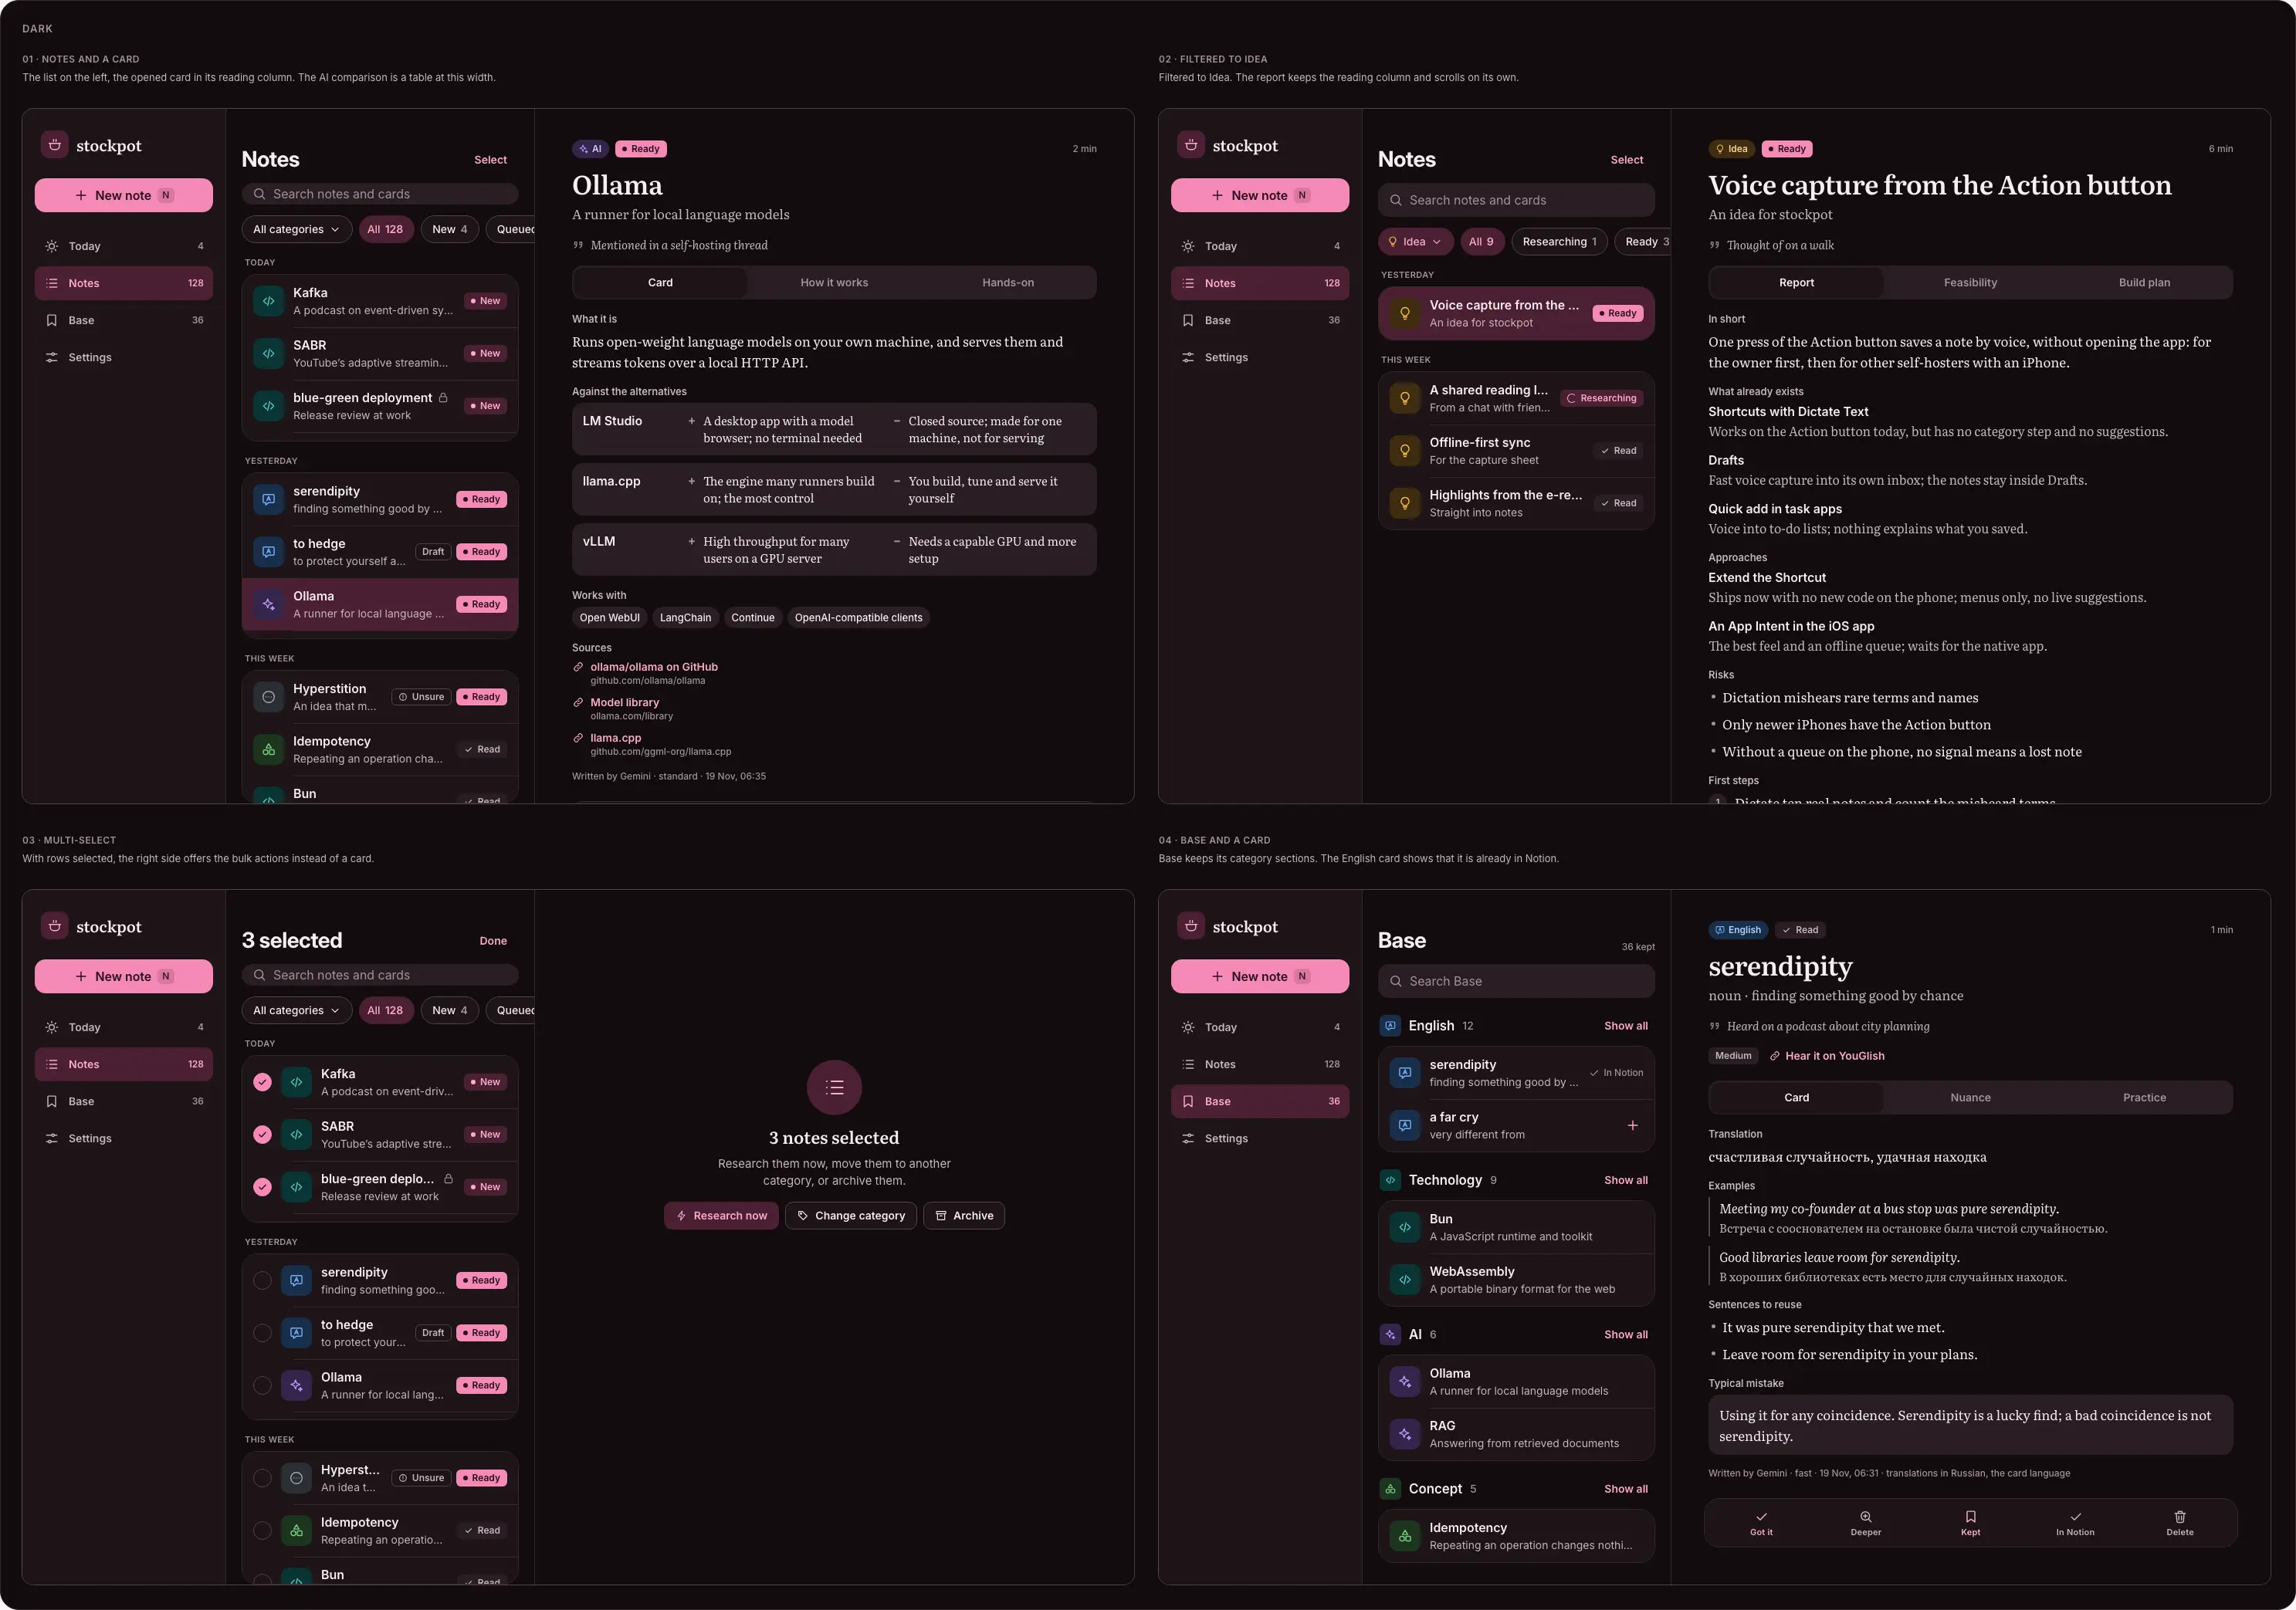 DARK
01 · NOTES AND A CARD
The list on the left, the opened card in its reading column. The AI comparison is a table at this width.
stockpot
New note N
Today 4
Notes 128
Base 36
Settings
Notes Select
Search notes and cards
All categories All 128 New 4 Queued
TODAY
Kafka
A podcast on event-driven sy...
New
SABR
YouTube's adaptive streamin...
New
blue-green deployment
Release review at work
New
YESTERDAY
serendipity
finding something good by ...
Ready
to hedge
to protect yourself a...
Draft Ready
Ollama
A runner for local language ...
Ready
THIS WEEK
Hyperstition
An idea that m...
Unsure Ready
Idempotency
Repeating an operation cha...
Read
Bun
Read
AI Ready 2 min
Ollama
A runner for local language models
Mentioned in a self-hosting thread
Card How it works Hands-on
What it is
Runs open-weight language models on your own machine, and serves them and
streams tokens over a local HTTP API.
Against the alternatives
LM Studio + A desktop app with a model browser; no terminal needed − Closed source; made for one machine, not for serving
llama.cpp + The engine many runners build on; the most control − You build, tune and serve it yourself
vLLM + High throughput for many users on a GPU server − Needs a capable GPU and more setup
Works with
Open WebUI LangChain Continue OpenAI-compatible clients
Sources
ollama/ollama on GitHub
github.com/ollama/ollama
Model library
ollama.com/library
llama.cpp
github.com/ggml-org/llama.cpp
Written by Gemini · standard · 19 Nov, 06:35
02 · FILTERED TO IDEA
Filtered to Idea. The report keeps the reading column and scrolls on its own.
stockpot
New note N
Today 4
Notes 128
Base 36
Settings
Notes Select
Search notes and cards
Idea All 9 Researching 1 Ready 3
YESTERDAY
Voice capture from the ...
An idea for stockpot
Ready
THIS WEEK
A shared reading l...
From a chat with frien...
Researching
Offline-first sync
For the capture sheet
Read
Highlights from the e-re...
Straight into notes
Read
Idea Ready 6 min
Voice capture from the Action button
An idea for stockpot
Thought of on a walk
Report Feasibility Build plan
In short
One press of the Action button saves a note by voice, without opening the app: for
the owner first, then for other self-hosters with an iPhone.
What already exists
Shortcuts with Dictate Text
Works on the Action button today, but has no category step and no suggestions.
Drafts
Fast voice capture into its own inbox; the notes stay inside Drafts.
Quick add in task apps
Voice into to-do lists; nothing explains what you saved.
Approaches
Extend the Shortcut
Ships now with no new code on the phone; menus only, no live suggestions.
An App Intent in the iOS app
The best feel and an offline queue; waits for the native app.
Risks
Dictation mishears rare terms and names
Only newer iPhones have the Action button
Without a queue on the phone, no signal means a lost note
First steps
1 Dictate ten real notes and count the misheard terms
03 · MULTI-SELECT
With rows selected, the right side offers the bulk actions instead of a card.
stockpot
New note N
Today 4
Notes 128
Base 36
Settings
3 selected Done
Search notes and cards
All categories All 128 New 4 Queued
TODAY
Kafka
A podcast on event-driv...
New
SABR
YouTube's adaptive stre...
New
blue-green deplo...
Release review at work
New
YESTERDAY
serendipity
finding something goo...
Ready
to hedge
to protect your...
Draft Ready
Ollama
A runner for local lang...
Ready
THIS WEEK
Hyperst...
An idea t...
Unsure Ready
Idempotency
Repeating an operatio...
Read
Bun
Read
3 notes selected
Research them now, move them to another
category, or archive them.
Research now Change category Archive
04 · BASE AND A CARD
Base keeps its category sections. The English card shows that it is already in Notion.
stockpot
New note N
Today 4
Notes 128
Base 36
Settings
Base 36 kept
Search Base
English 12 Show all
serendipity
finding something good by ...
In Notion
a far cry
very different from
Technology 9 Show all
Bun
A JavaScript runtime and toolkit
WebAssembly
A portable binary format for the web
AI 6 Show all
Ollama
A runner for local language models
RAG
Answering from retrieved documents
Concept 5 Show all
Idempotency
Repeating an operation changes nothi...
English Read 1 min
serendipity
noun · finding something good by chance
Heard on a podcast about city planning
Medium Hear it on YouGlish
Card Nuance Practice
Translation
счастливая случайность, удачная находка
Examples
Meeting my co-founder at a bus stop was pure serendipity.
Встреча с сооснователем на остановке была чистой случайностью.
Good libraries leave room for serendipity.
В хороших библиотеках есть место для случайных находок.
Sentences to reuse
It was pure serendipity that we met.
Leave room for serendipity in your plans.
Typical mistake
Using it for any coincidence. Serendipity is a lucky find; a bad coincidence is not
serendipity.
Written by Gemini · fast · 19 Nov, 06:31 · translations in Russian, the card language
Got it Deeper Kept In Notion Delete